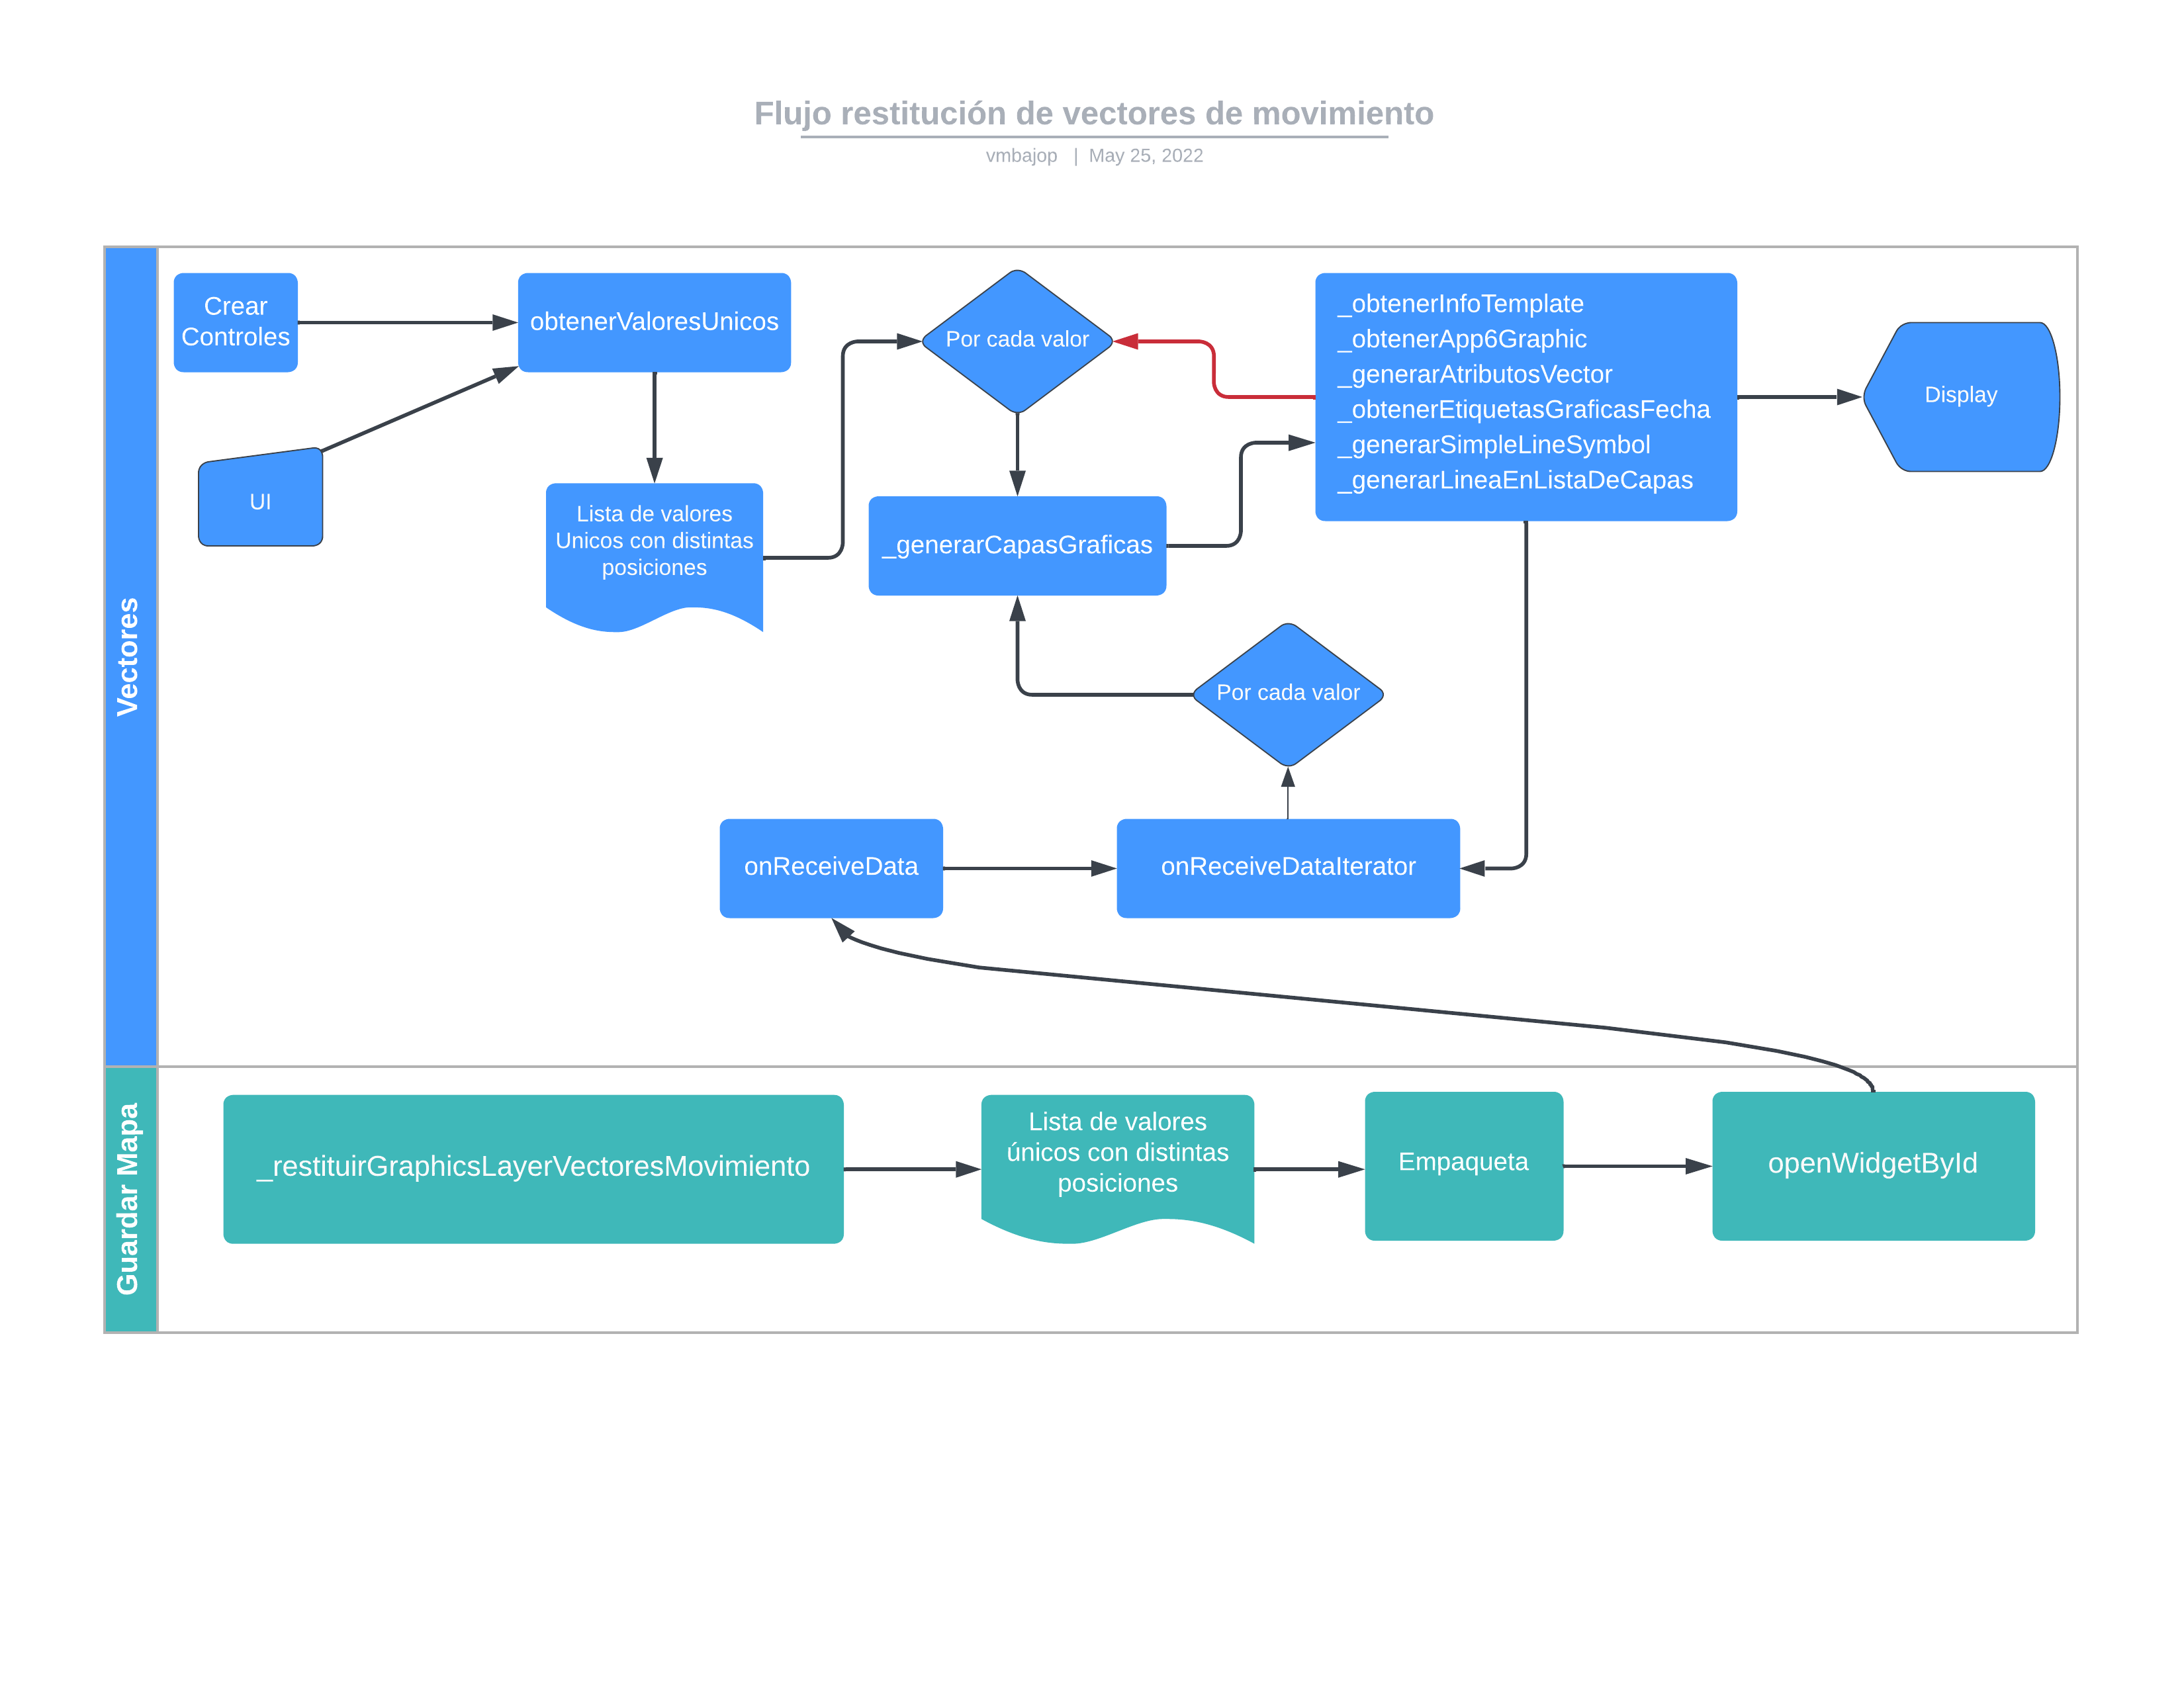 Flujo restitución de vectores de movimiento
vmbajop | May 25, 2022
Vectores
Crear
Controles
obtenerValoresUnicos
Por cada valor
_obtenerInfoTemplate
_obtenerApp6Graphic
_generarAtributosVector
_obtenerEtiquetasGraficasFecha
_generarSimpleLineSymbol
_generarLineaEnListaDeCapas
Display
UI
Lista de valores
Unicos con distintas
posiciones
_generarCapasGraficas
Por cada valor
onReceiveData
onReceiveDataIterator
Guardar Mapa
_restituirGraphicsLayerVectoresMovimiento
Lista de valores
únicos con distintas
posiciones
Empaqueta
openWidgetById